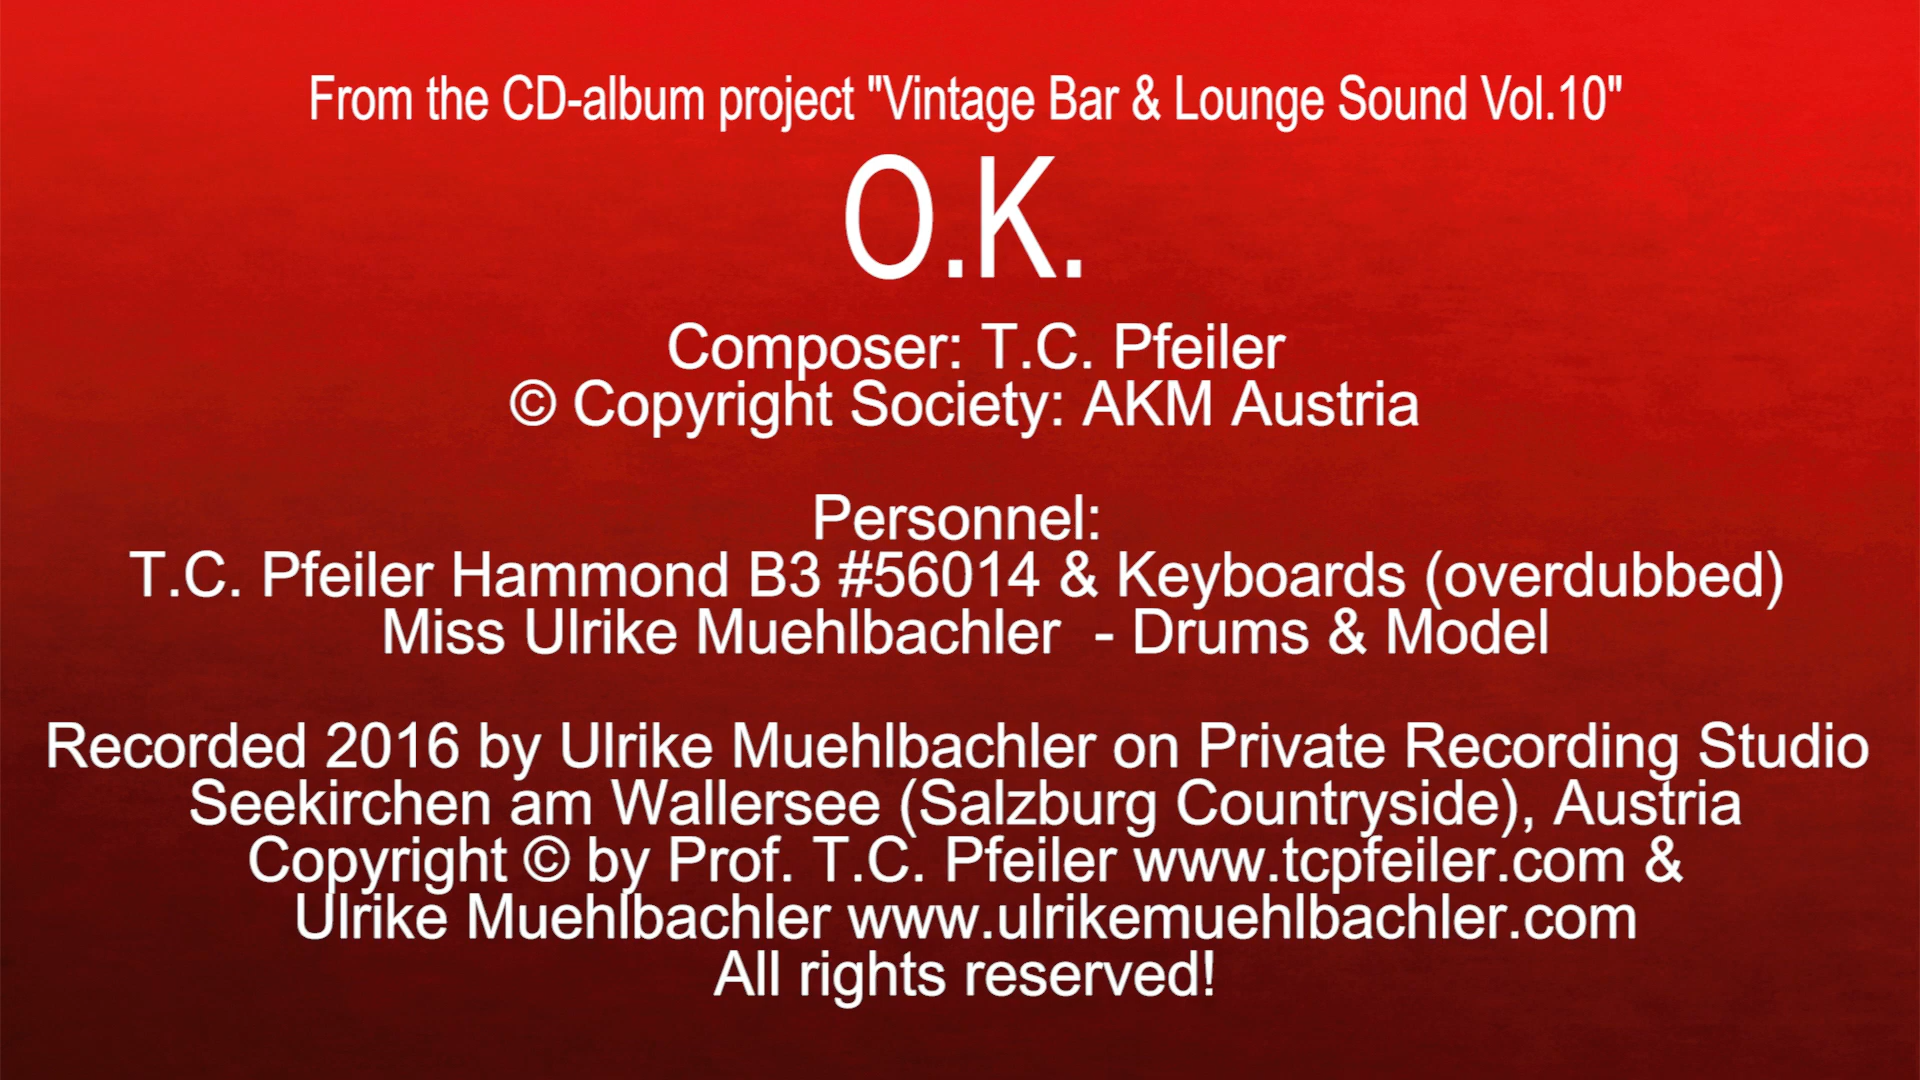 From the CD-album project "Vintage Bar & Lounge Sound Vol.10"
O.K.
Composer: T.C. Pfeiler
© Copyright Society: AKM Austria
Personnel:
T.C. Pfeiler Hammond B3 #56014 & Keyboards (overdubbed)
Miss Ulrike Muehlbachler  - Drums & Model
Recorded 2016 by Ulrike Muehlbachler on Private Recording Studio
Seekirchen am Wallersee (Salzburg Countryside), Austria
Copyright © by Prof. T.C. Pfeiler www.tcpfeiler.com &
Ulrike Muehlbachler www.ulrikemuehlbachler.com
All rights reserved!